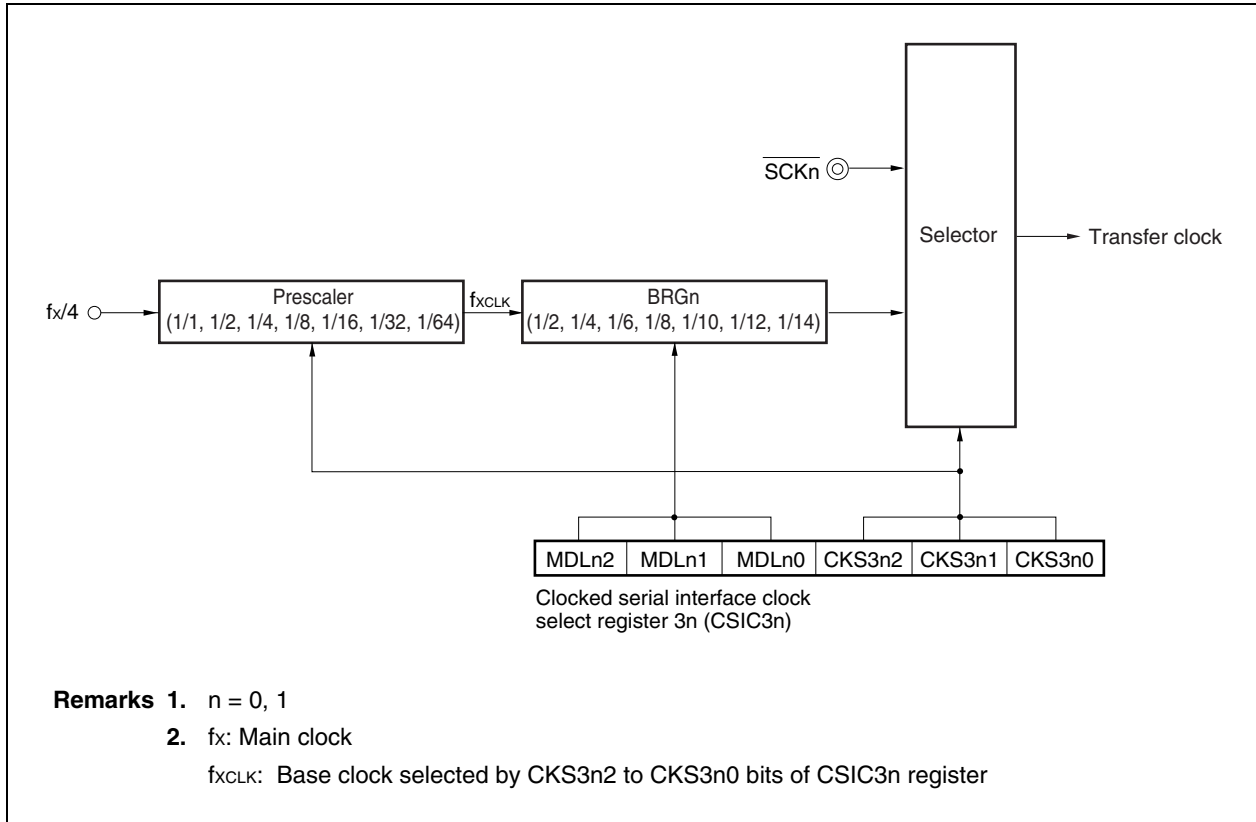 SCKn
Selector
Transfer clock
fX/4
Prescaler
(1/1, 1/2, 1/4, 1/8, 1/16, 1/32, 1/64)
fXCLK
BRGn
(1/2, 1/4, 1/6, 1/8, 1/10, 1/12, 1/14)
MDLn2 MDLn1 MDLn0 CKS3n2 CKS3n1 CKS3n0
Clocked serial interface clock
select register 3n (CSIC3n)
Remarks 1. n = 0, 1
2. fX: Main clock
fXCLK: Base clock selected by CKS3n2 to CKS3n0 bits of CSIC3n register